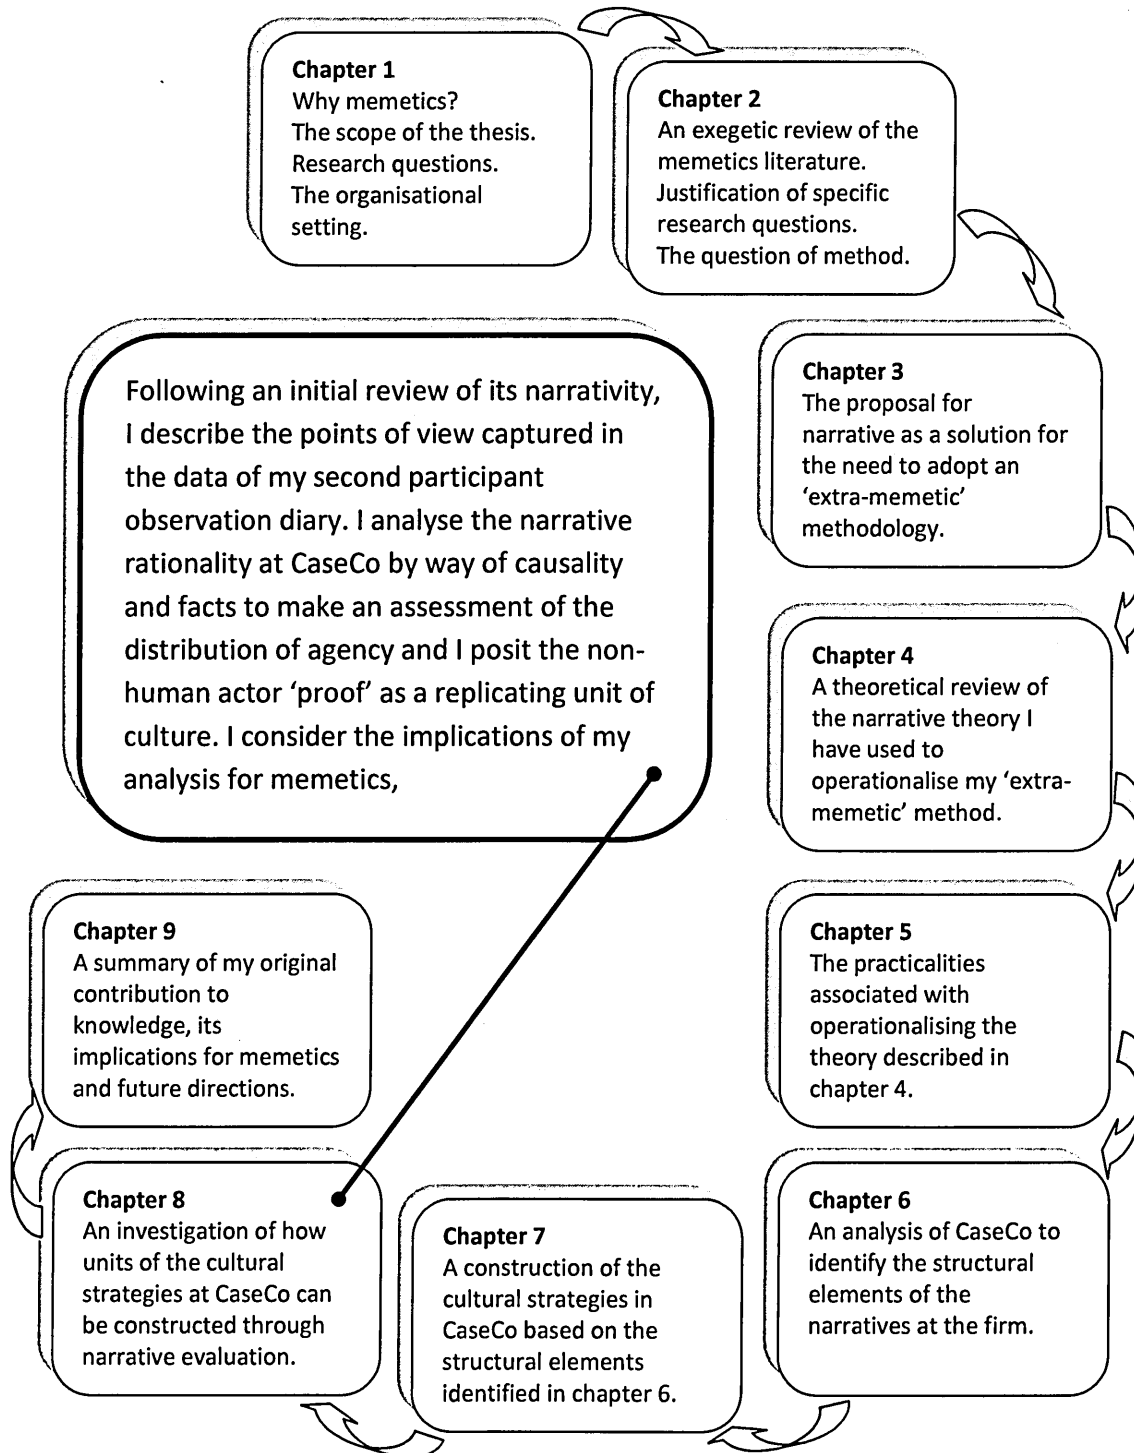 Chapter 1
Why memetics?
The scope of the thesis.
Research questions.
The organisational
setting.
Chapter 2
An exegetic review of the
memetics literature.
Justification of specific
research questions.
The question of method.
Chapter 3
The proposal for
narrative as a solution for
the need to adopt an
‘extra-memetic’
methodology.
Following an initial review of its narrativity,
I describe the points of view captured in
the data of my second participant
observation diary. I analyse the narrative
rationality at CaseCo by way of causality
and facts to make an assessment of the
distribution of agency and I posit the non-
human actor ‘proof’ as a replicating unit of
culture. I consider the implications of my
analysis for memetics,
Chapter 4
A theoretical review of
the narrative theory I
have used to
operationalise my ‘extra-
memetic’ method.
Chapter 5
The practicalities
associated with
operationalising the
theory described in
chapter 4.
Chapter 6
An analysis of CaseCo to
identify the structural
elements of the
narratives at the firm.
Chapter 7
A construction of the
cultural strategies in
CaseCo based on the
structural elements
identified in chapter 6.
Chapter 8
An investigation of how
units of the cultural
strategies at CaseCo can
be constructed through
narrative evaluation.
Chapter 9
A summary of my original
contribution to
knowledge, its
implications for memetics
and future directions.